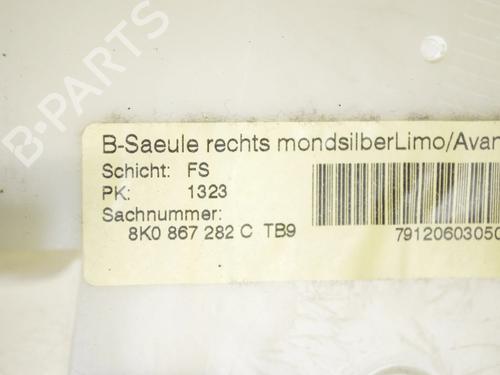 B-PARTS
B-Saeule rechts mondsilberLimo/Avan
Schicht: FS
PK: 1323
Sachnummer:
8K0 867 282 C TB9
79120603050